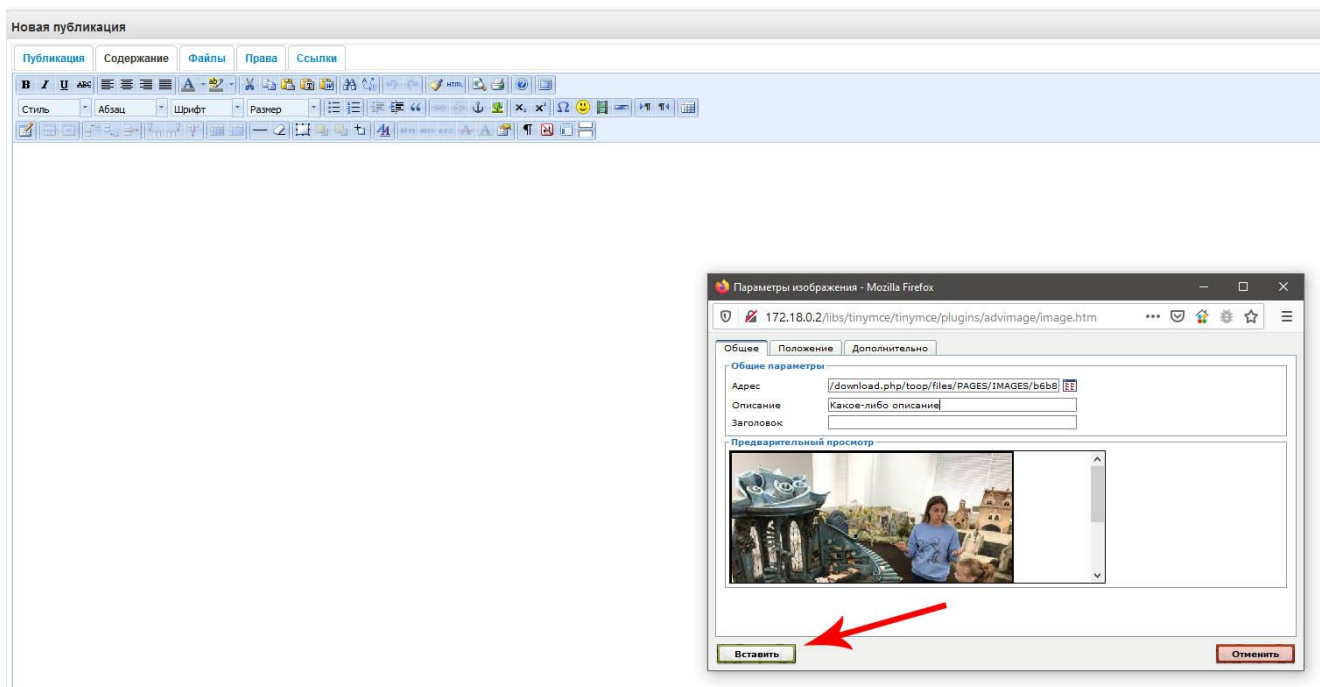 Новая публикация
Публикация Содержание Файлы Права Ссылки
B I U ABC HTML
Стиль Абзац Шрифт Размер
Параметры изображения - Mozilla Firefox
172.18.0.2/libs/tinymce/tinymce/plugins/advimage/image.htm
Общее Положение Дополнительно
Общие параметры
Адрес /download.php/toop/files/PAGES/IMAGES/b6b8
Описание Какое-либо описание
Заголовок
Предварительный просмотр
Вставить Отменить